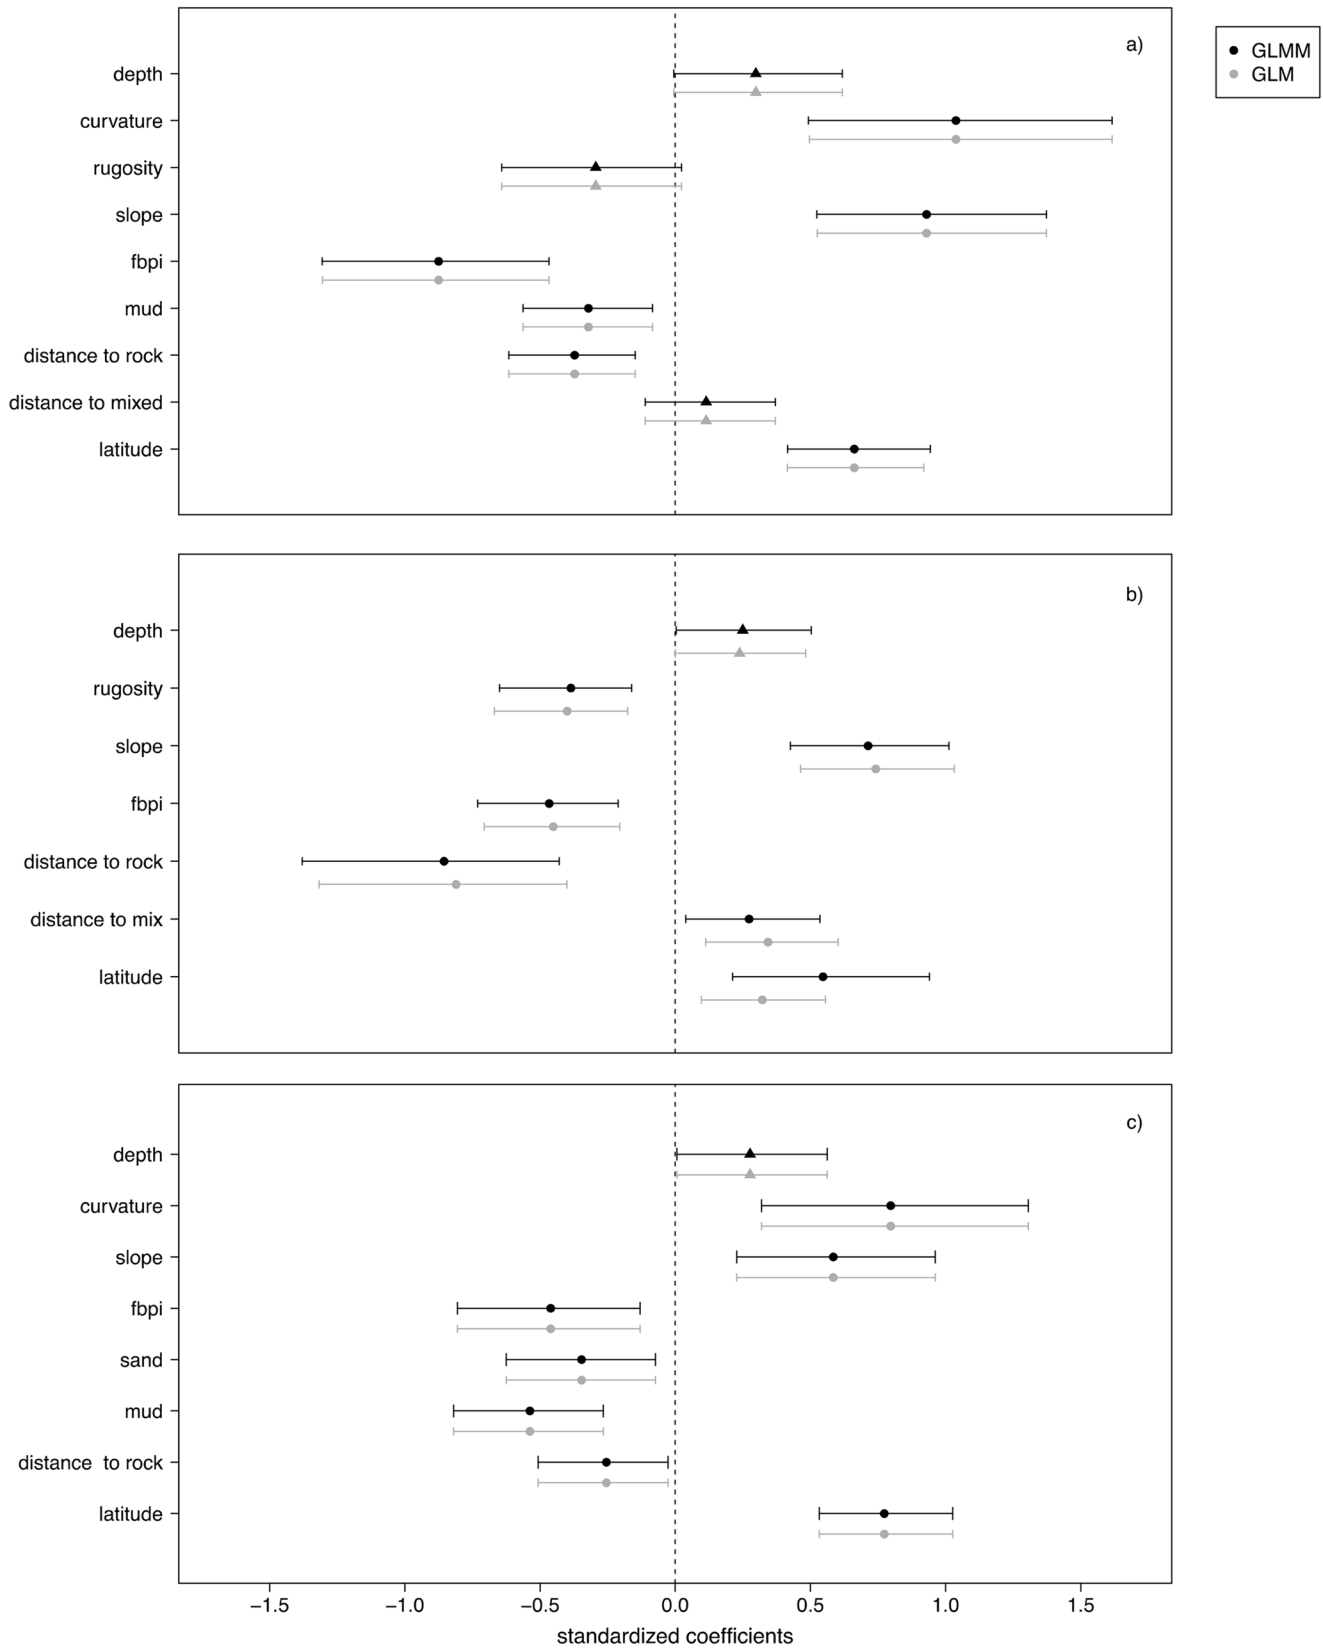 a)
GLMM
GLM
depth
curvature
rugosity
slope
fbpi
mud
distance to rock
distance to mixed
latitude
b)
depth
rugosity
slope
fbpi
distance to rock
distance to mix
latitude
c)
depth
curvature
slope
fbpi
sand
mud
distance  to rock
latitude
−1.5 −1.0 −0.5 0.0 0.5 1.0 1.5
standardized coefficients